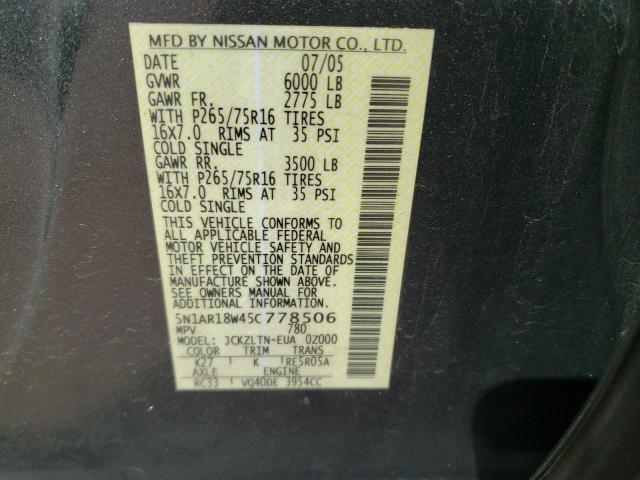 MFD BY NISSAN MOTOR CO., LTD.
DATE 07/05
GVWR 6000 LB
GAWR FR. 2775 LB
WITH P265/75R16 TIRES
16X7.0 RIMS AT 35 PSI
COLD SINGLE
GAWR RR. 3500 LB
WITH P265/75R16 TIRES
16X7.0 RIMS AT 35 PSI
COLD SINGLE
THIS VEHICLE CONFORMS TO
ALL APPLICABLE FEDERAL
MOTOR VEHICLE SAFETY AND
THEFT PREVENTION STANDARDS
IN EFFECT ON THE DATE OF
MANUFACTURE SHOWN ABOVE.
SEE OWNERS MANUAL FOR
ADDITIONAL INFORMATION.
5N1AR18W45C778506
MPV 780
MODEL: JCKZLTN-EUA 02000
COLOR TRIM TRANS
K27 K RE5R05A
AXLE ENGINE
RC33 VQ40DE 3954CC